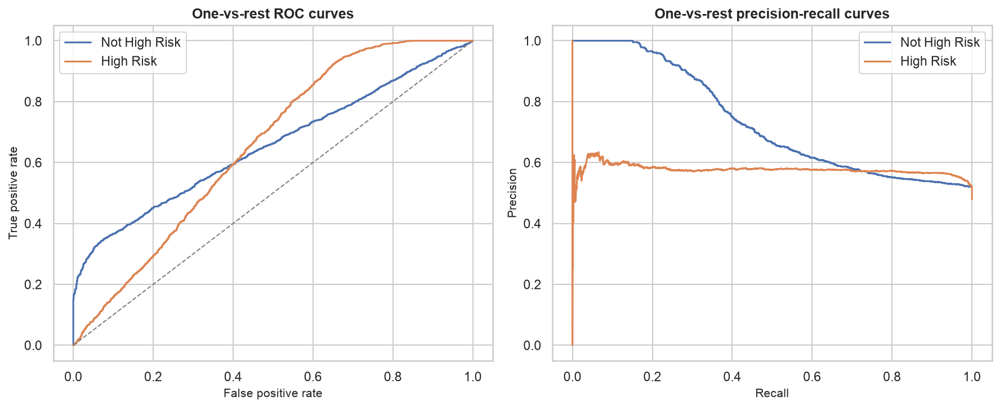 One-vs-rest ROC curves
Not High Risk
High Risk
True positive rate
1.0
0.8
0.6
0.4
0.2
0.0
0.0 0.2 0.4 0.6 0.8 1.0
False positive rate
One-vs-rest precision-recall curves
Not High Risk
High Risk
Precision
1.0
0.8
0.6
0.4
0.2
0.0
0.0 0.2 0.4 0.6 0.8 1.0
Recall